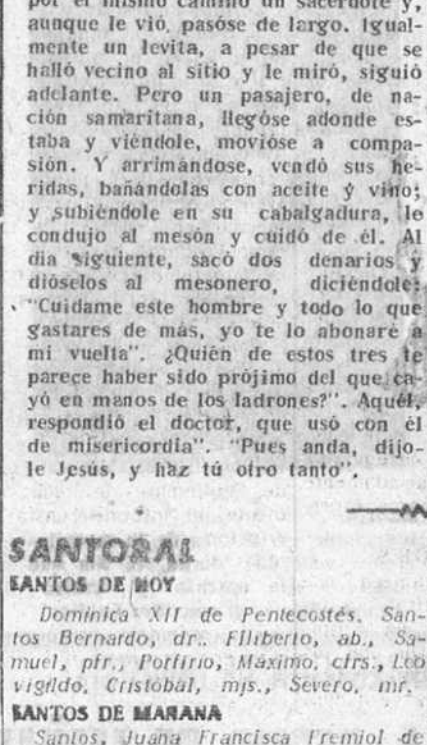 por el mismo camino un sacerdote y,
aunque le vió, pasóse de largo. Igual-
mente un levita, a pesar de que se
halló vecino al sitio y le miró, siguió
adelante. Pero un pasajero, de na-
ción samaritana, llegóse adonde es-
taba y viéndole, movióse a compa-
sión. Y arrimándose, vendó sus he-
ridas, bañándolas con aceite y vino;
y subiéndole en su cabalgadura, le
condujo al mesón y cuidó de él. Al
día siguiente, sacó dos denarios y
dióselos al mesonero, diciéndole:
"Cuidame este hombre y todo lo que
gastares de más, yo te lo abonaré a
mi vuelta". ¿Quién de estos tres te
parece haber sido prójimo del que ca-
yó en manos de los ladrones?". Aquél,
respondió el doctor, que usó con él
de misericordia". "Pues anda, dijo-
le Jesús, y haz tú otro tanto".
SANTORAL
SANTOS DE HOY
Dominica XII de Pentecostés. San-
tos Bernardo, dr., Filiberto, ab., Sa-
muel, pfr., Porfirio, Máximo, cfrs., Leo
vigildo, Cristóbal, mjs., Severo, mr.
SANTOS DE MAÑANA
Santos, Juana Francisca Fremiol de